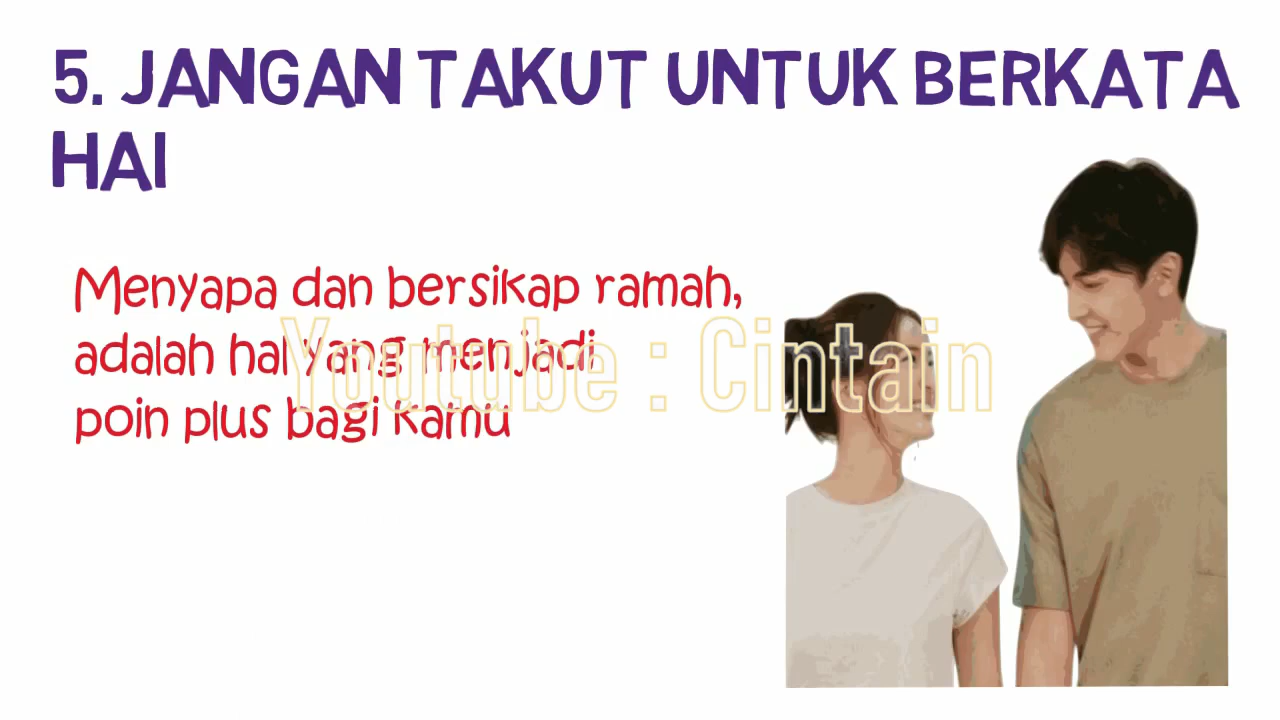 5. JANGAN TAKUT UNTUK BERKATA
HAI
Menyapa dan bersikap ramah,
adalah hal yang menjadi
poin plus bagi kamu
Youtube : Cintain